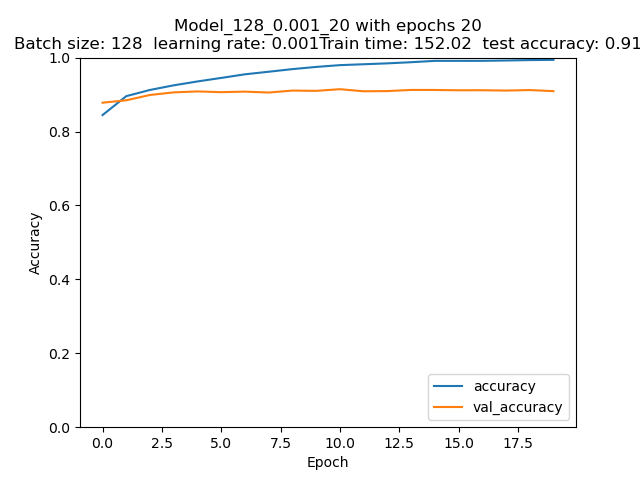 Model_128_0.001_20 with epochs 20
Batch size: 128 learning rate: 0.001Train time: 152.02 test accuracy: 0.91
1.0
0.8
0.6
0.4
0.2
0.0
Accuracy
accuracy
val_accuracy
0.0 2.5 5.0 7.5 10.0 12.5 15.0 17.5
Epoch